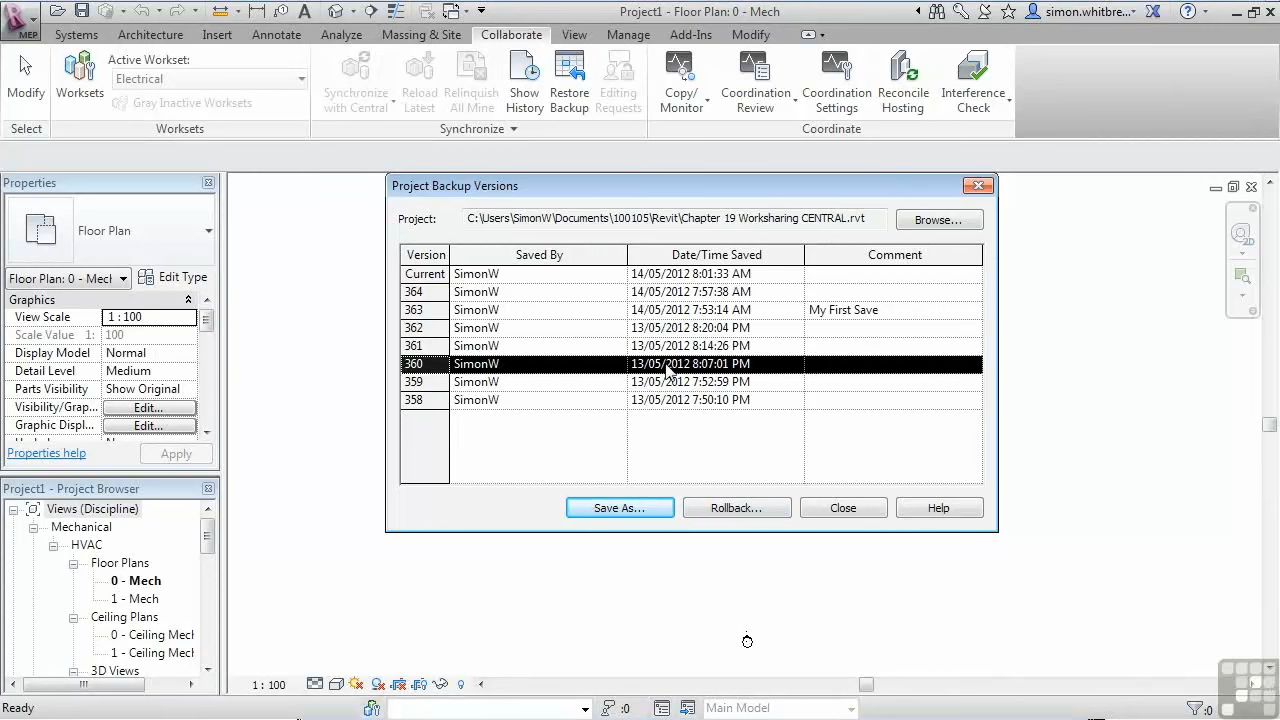 Project1 - Floor Plan: 0 - Mech
simon.whitbre...
MEP
Systems Architecture Insert Annotate Analyze Massing & Site Collaborate View Manage Add-Ins Modify
Modify
Worksets
Active Workset:
Electrical
Gray Inactive Worksets
Synchronize
with Central
Reload
Latest
Relinquish
All Mine
Show
History
Restore
Backup
Editing
Requests
Copy/
Monitor
Coordination
Review
Coordination
Settings
Reconcile
Hosting
Interference
Check
Select Worksets Synchronize Coordinate
Properties
Floor Plan
Floor Plan: 0 - Mecl Edit Type
Graphics
View Scale 1 : 100
Scale Value 1: 100
Display Model Normal
Detail Level Medium
Parts Visibility Show Original
Visibility/Grap... Edit...
Graphic Displ... Edit...
Properties help Apply
Project1 - Project Browser
Views (Discipline)
Mechanical
HVAC
Floor Plans
0 - Mech
1 - Mech
Ceiling Plans
0 - Ceiling Mecl
1 - Ceiling Mecl
3D Views
Project Backup Versions
Project: C:\Users\SimonW\Documents\100105\Revit\Chapter 19 Worksharing CENTRAL.rvt Browse...
Version Saved By Date/Time Saved Comment
Current SimonW 14/05/2012 8:01:33 AM
364 SimonW 14/05/2012 7:57:38 AM
363 SimonW 14/05/2012 7:53:14 AM My First Save
362 SimonW 13/05/2012 8:20:04 PM
361 SimonW 13/05/2012 8:14:26 PM
360 SimonW 13/05/2012 8:07:01 PM
359 SimonW 13/05/2012 7:52:59 PM
358 SimonW 13/05/2012 7:50:10 PM
Save As... Rollback... Close Help
1 : 100
Ready
:0
Main Model
:0